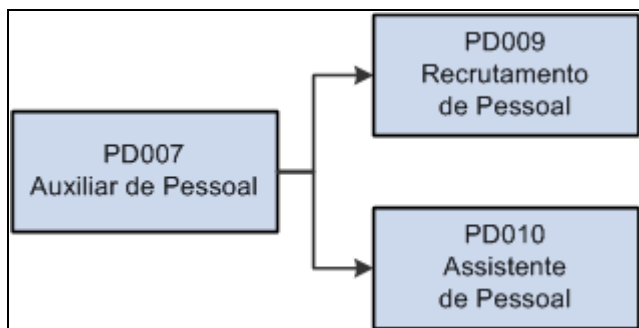 PD009
Recrutamento
de Pessoal
PD007
Auxiliar de Pessoal
PD010
Assistente
de Pessoal